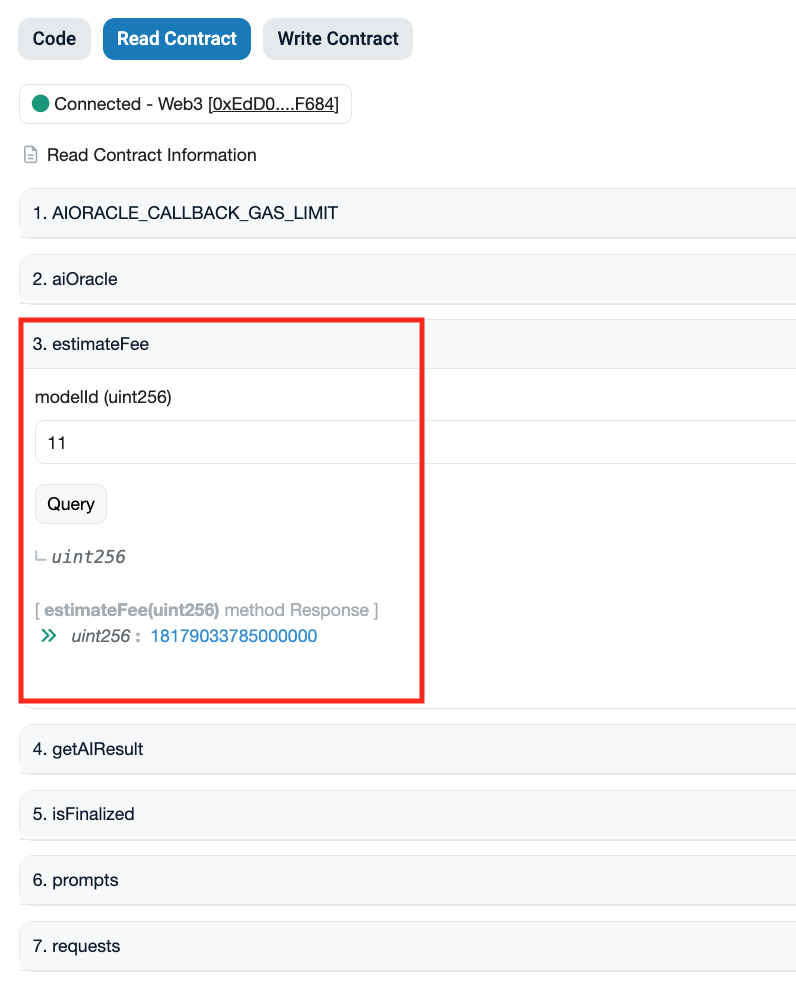 Code Read Contract Write Contract
Connected - Web3 [0xEdD0....F684]
Read Contract Information
1. AIORACLE_CALLBACK_GAS_LIMIT
2. aiOracle
3. estimateFee
modelId (uint256)
11
Query
uint256
[ estimateFee(uint256) method Response ]
uint256 : 18179033785000000
4. getAIResult
5. isFinalized
6. prompts
7. requests